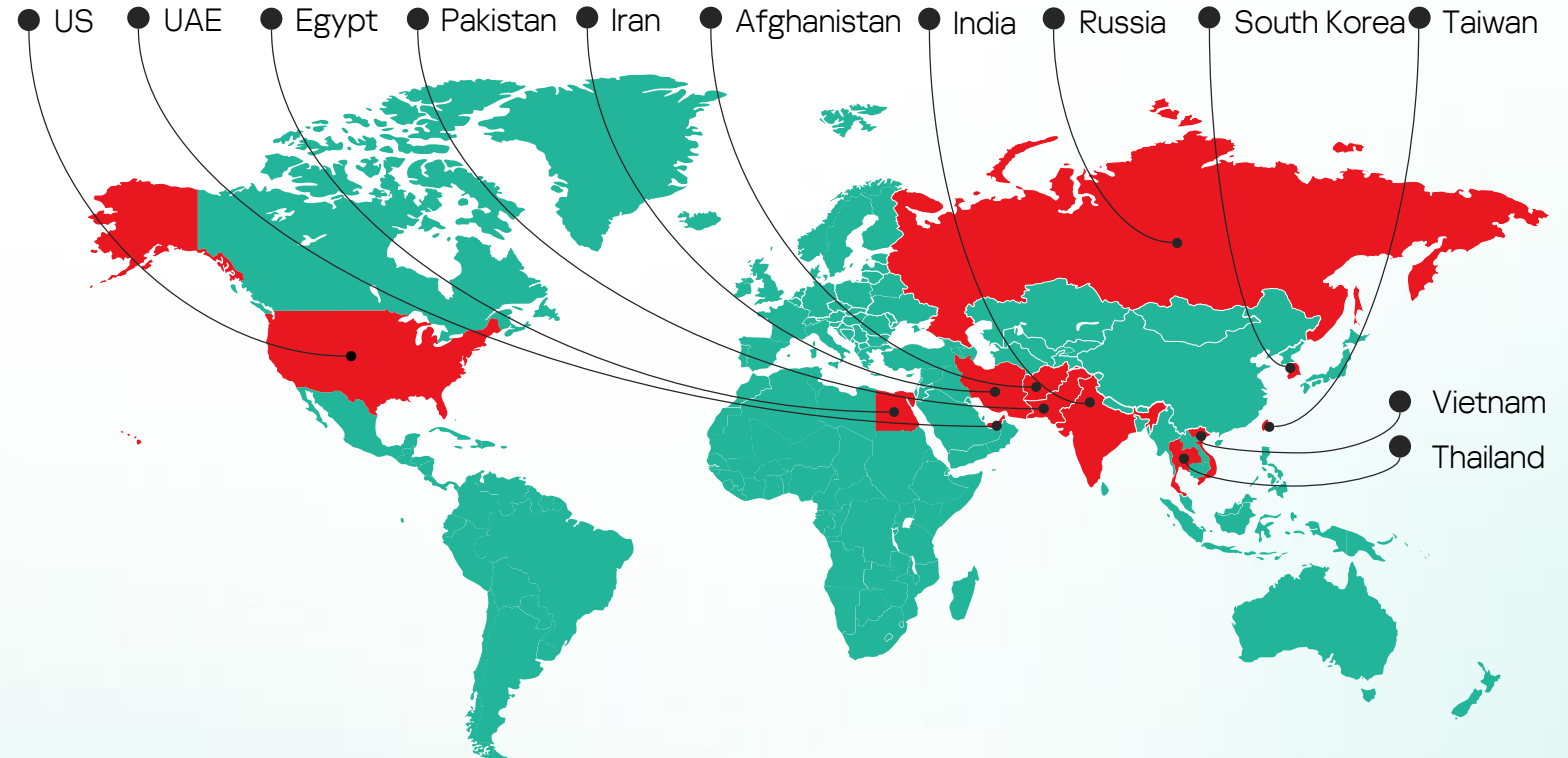 US
UAE
Egypt
Pakistan
Iran
Afghanistan
India
Russia
South Korea
Taiwan
Vietnam
Thailand